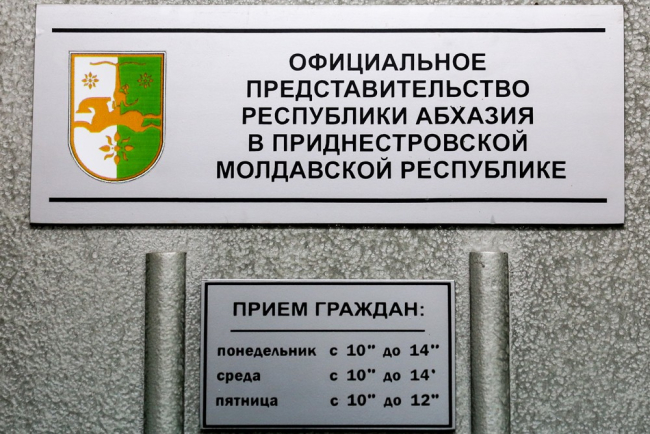 ОФИЦИАЛЬНОЕ
ПРЕДСТАВИТЕЛЬСТВО
РЕСПУБЛИКИ АБХАЗИЯ
В ПРИДНЕСТРОВСКОЙ
МОЛДАВСКОЙ РЕСПУБЛИКЕ
ПРИЕМ ГРАЖДАН:
понедельник с 10" до 14"
среда с 10" до 14'
пятница с 10" до 12"